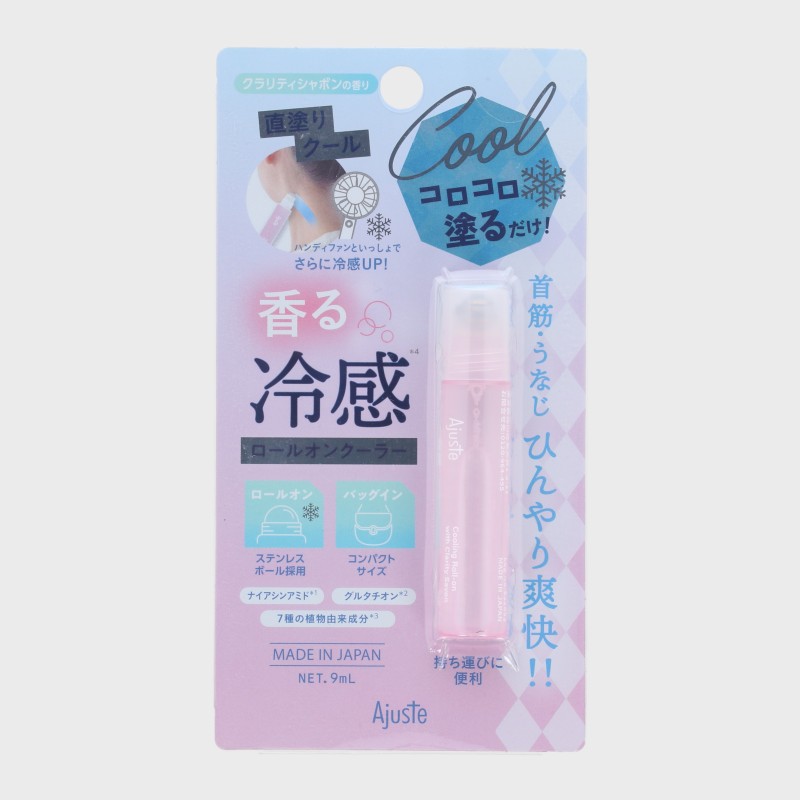 クラリティシャボンの香り
直塗り
クール
Cool
コロコロ
塗るだけ!
ハンディファンといっしょで
さらに冷感UP!
香る
冷感*4
ロールオンクーラー
首筋・うなじ
ひんやり爽快!!
ロールオン
ステンレス
ボール採用
バッグイン
コンパクト
サイズ
ナイアシンアミド*1
グルタチオン*2
7種の植物由来成分*3
MADE IN JAPAN
NET.9mL
Ajuste
Cooling Roll-on
MADE IN JAPAN
持ち運びに
便利
Ajuste